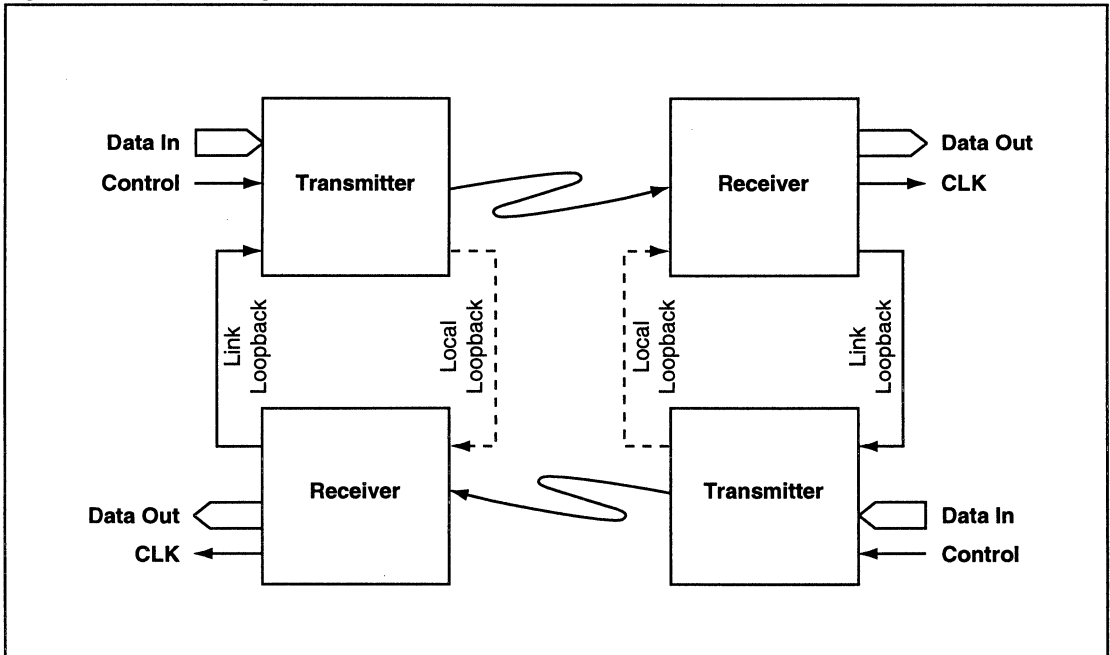 Data In
Control
Transmitter
Receiver
Data Out
CLK
Link
Loopback
Local
Loopback
Local
Loopback
Link
Loopback
Receiver
Transmitter
Data Out
CLK
Data In
Control